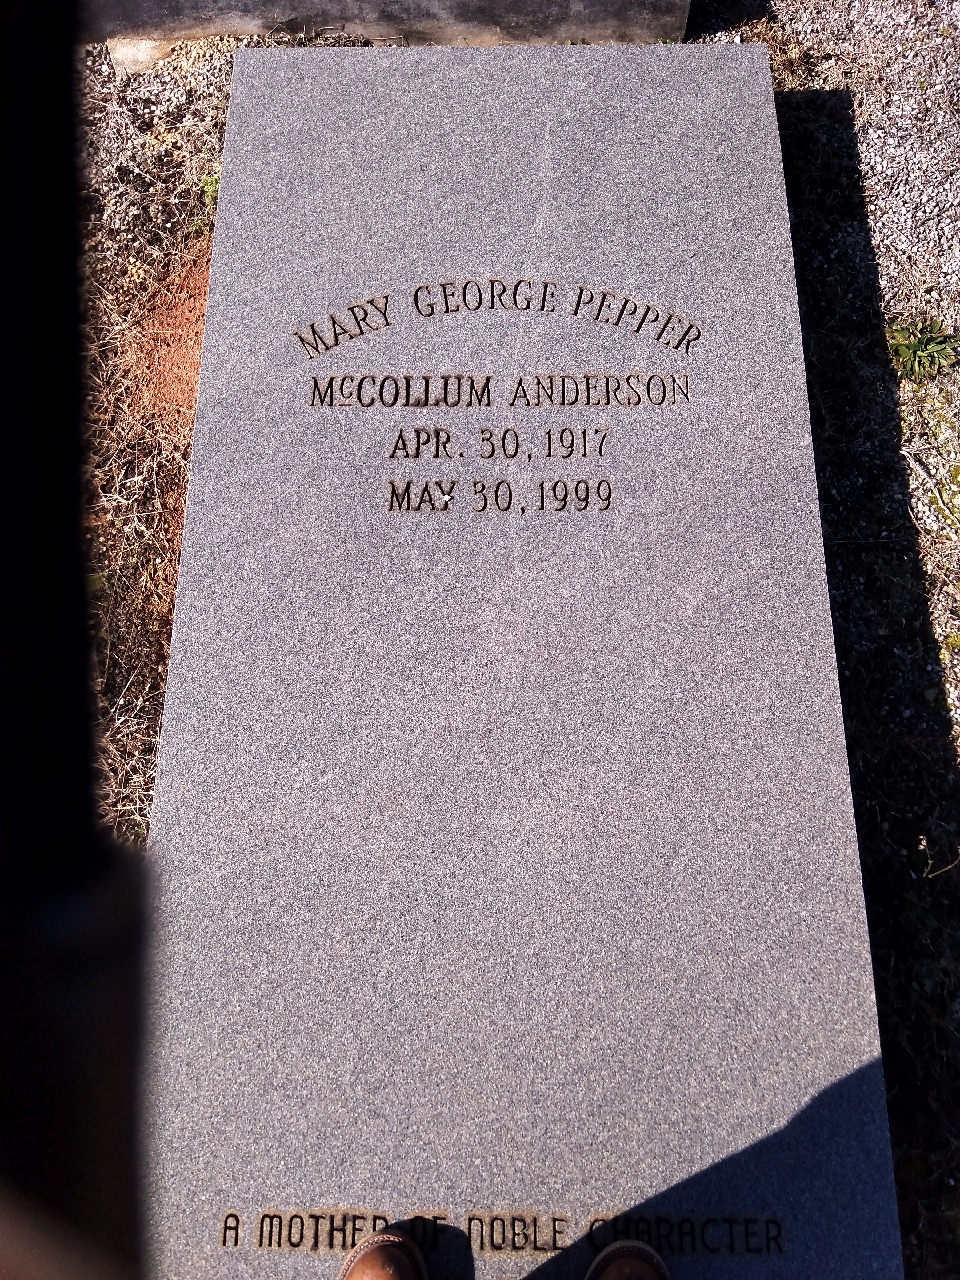 MARY GEORGE PEPPER
McCOLLUM ANDERSON
APR. 30, 1917
MAY 30, 1999
A MOTHER OF NOBLE CHARACTER